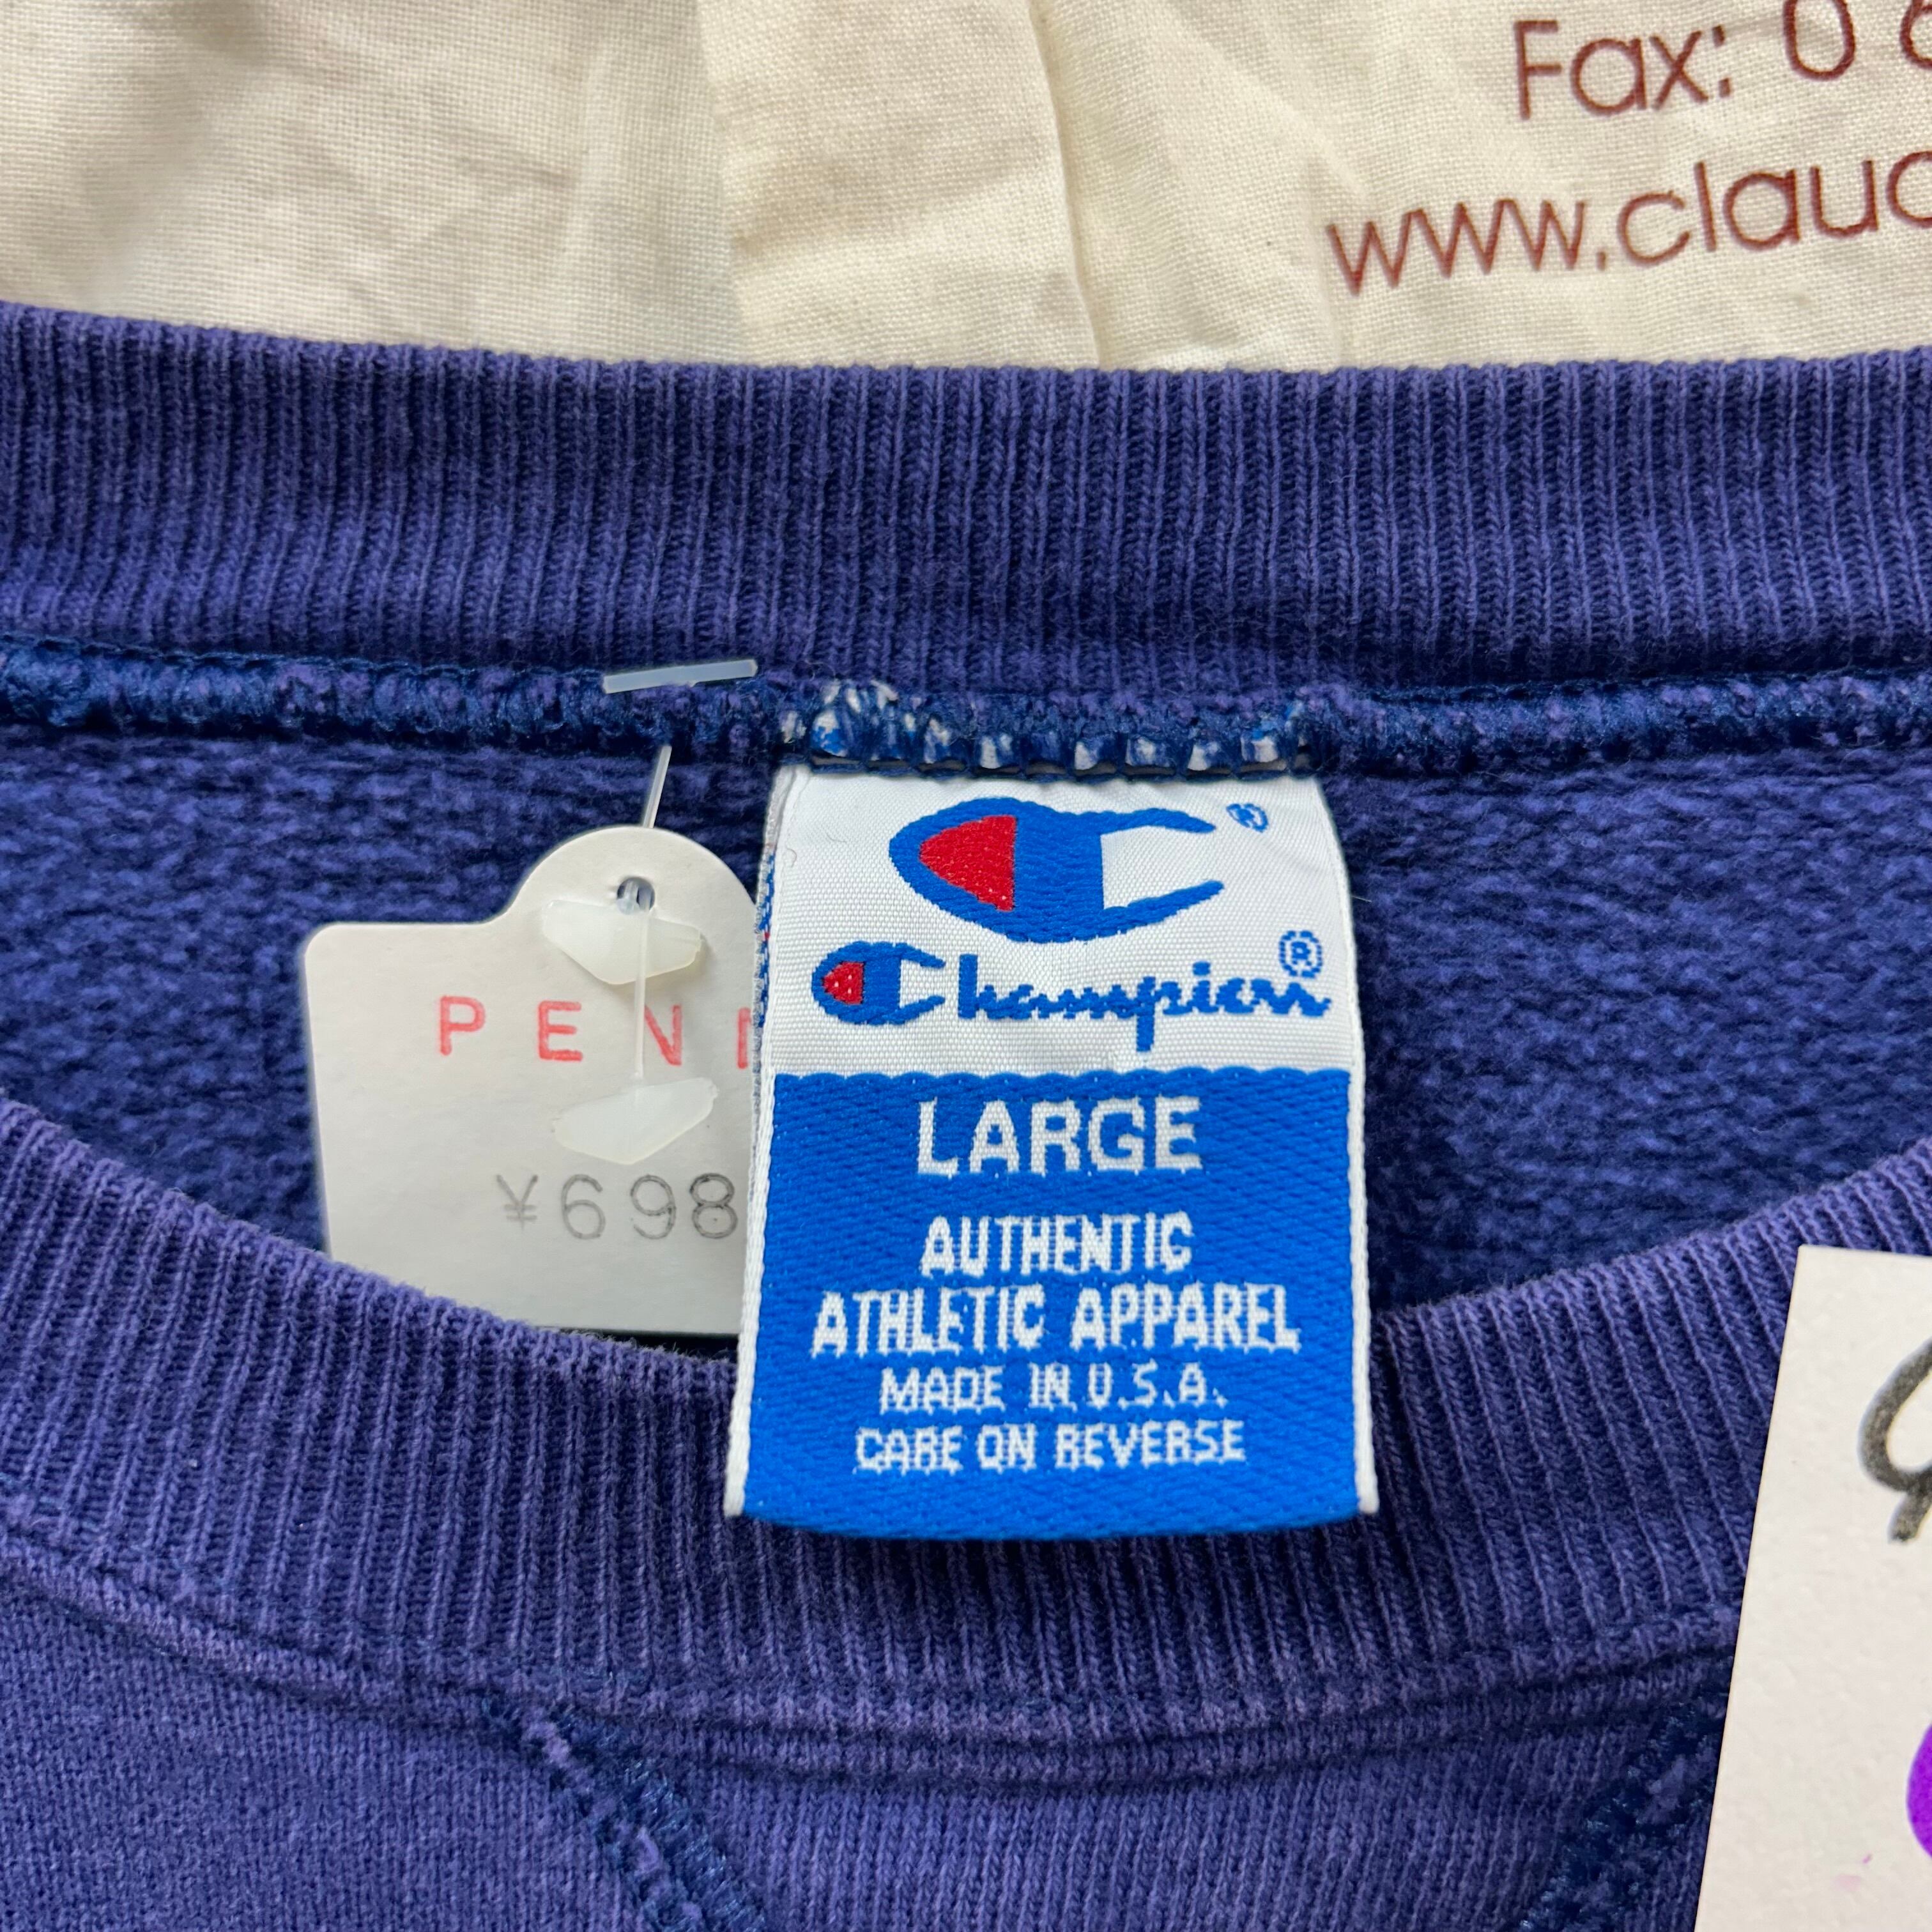 Fax: 0
www.clau
PEN
¥698
Champion®
LARGE
AUTHENTIC
ATHLETIC APPAREL
MADE IN U.S.A.
CARE ON REVERSE